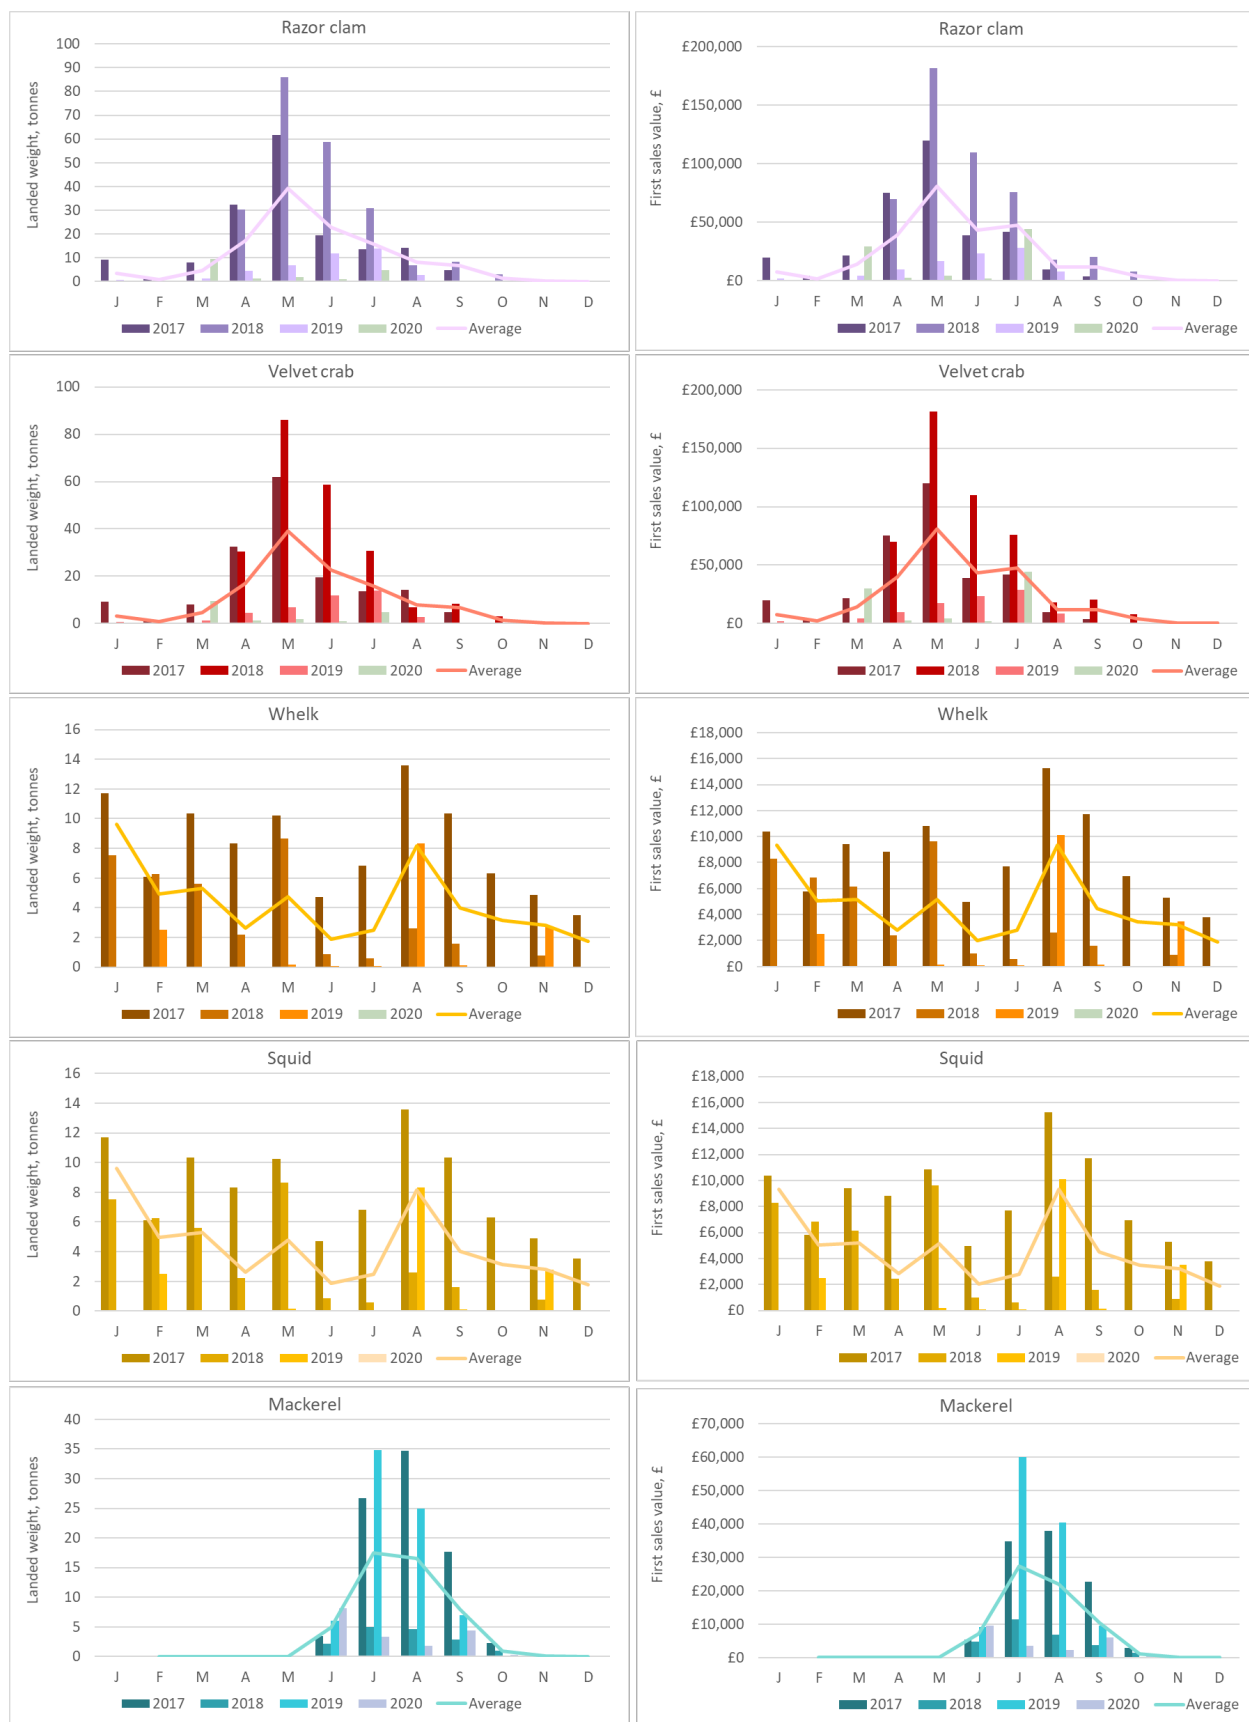 Razor clam
Landed weight, tonnes
100
90
80
70
60
50
40
30
20
10
0
J F M A M J J A S O N D
2017 2018 2019 2020 Average
Razor clam
First sales value, £
£200,000
£150,000
£100,000
£50,000
£0
J F M A M J J A S O N D
2017 2018 2019 2020 Average
Velvet crab
Landed weight, tonnes
100
80
60
40
20
0
J F M A M J J A S O N D
2017 2018 2019 2020 Average
Velvet crab
First sales value, £
£200,000
£150,000
£100,000
£50,000
£0
J F M A M J J A S O N D
2017 2018 2019 2020 Average
Whelk
Landed weight, tonnes
16
14
12
10
8
6
4
2
0
J F M A M J J A S O N D
2017 2018 2019 2020 Average
Whelk
First sales value, £
£18,000
£16,000
£14,000
£12,000
£10,000
£8,000
£6,000
£4,000
£2,000
£0
J F M A M J J A S O N D
2017 2018 2019 2020 Average
Squid
Landed weight, tonnes
16
14
12
10
8
6
4
2
0
J F M A M J J A S O N D
2017 2018 2019 2020 Average
Squid
First sales value, £
£18,000
£16,000
£14,000
£12,000
£10,000
£8,000
£6,000
£4,000
£2,000
£0
J F M A M J J A S O N D
2017 2018 2019 2020 Average
Mackerel
Landed weight, tonnes
40
35
30
25
20
15
10
5
0
J F M A M J J A S O N D
2017 2018 2019 2020 Average
Mackerel
First sales value, £
£70,000
£60,000
£50,000
£40,000
£30,000
£20,000
£10,000
£0
J F M A M J J A S O N D
2017 2018 2019 2020 Average